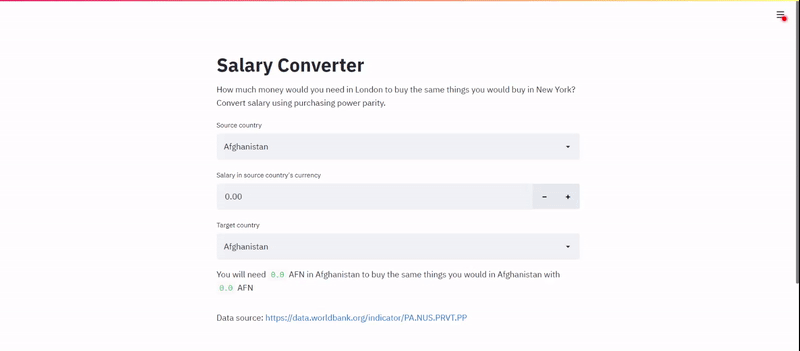 Salary Converter
How much money would you need in London to buy the same things you would buy in New York?
Convert salary using purchasing power parity.
Source country
Afghanistan
Salary in source country's currency
0.00
Target country
Afghanistan
You will need 0.0 AFN in Afghanistan to buy the same things you would in Afghanistan with
0.0 AFN
Data source: https://data.worldbank.org/indicator/PA.NUS.PRVT.PP